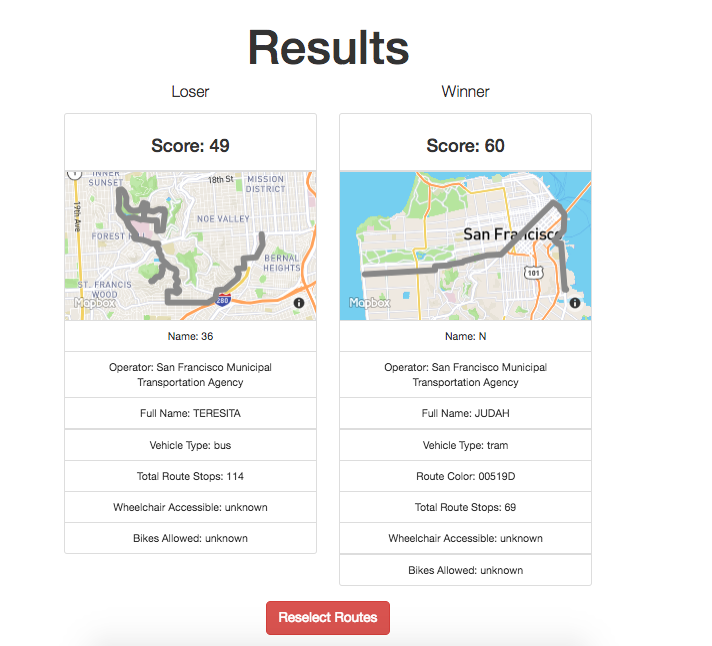 Results
Loser
Winner
Score: 49
INNER
SUNSET
1
18th St
MISSION
DISTRICT
19th Ave
NOE VALLEY
BERNAL
HEIGHTS
ST. FRANCIS
WOOD
280
Mapbox
Name: 36
Operator: San Francisco Municipal
Transportation Agency
Full Name: TERESITA
Vehicle Type: bus
Total Route Stops: 114
Wheelchair Accessible: unknown
Bikes Allowed: unknown
Score: 60
San Francisco
101
Mapbox
Name: N
Operator: San Francisco Municipal
Transportation Agency
Full Name: JUDAH
Vehicle Type: tram
Route Color: 00519D
Total Route Stops: 69
Wheelchair Accessible: unknown
Bikes Allowed: unknown
Reselect Routes